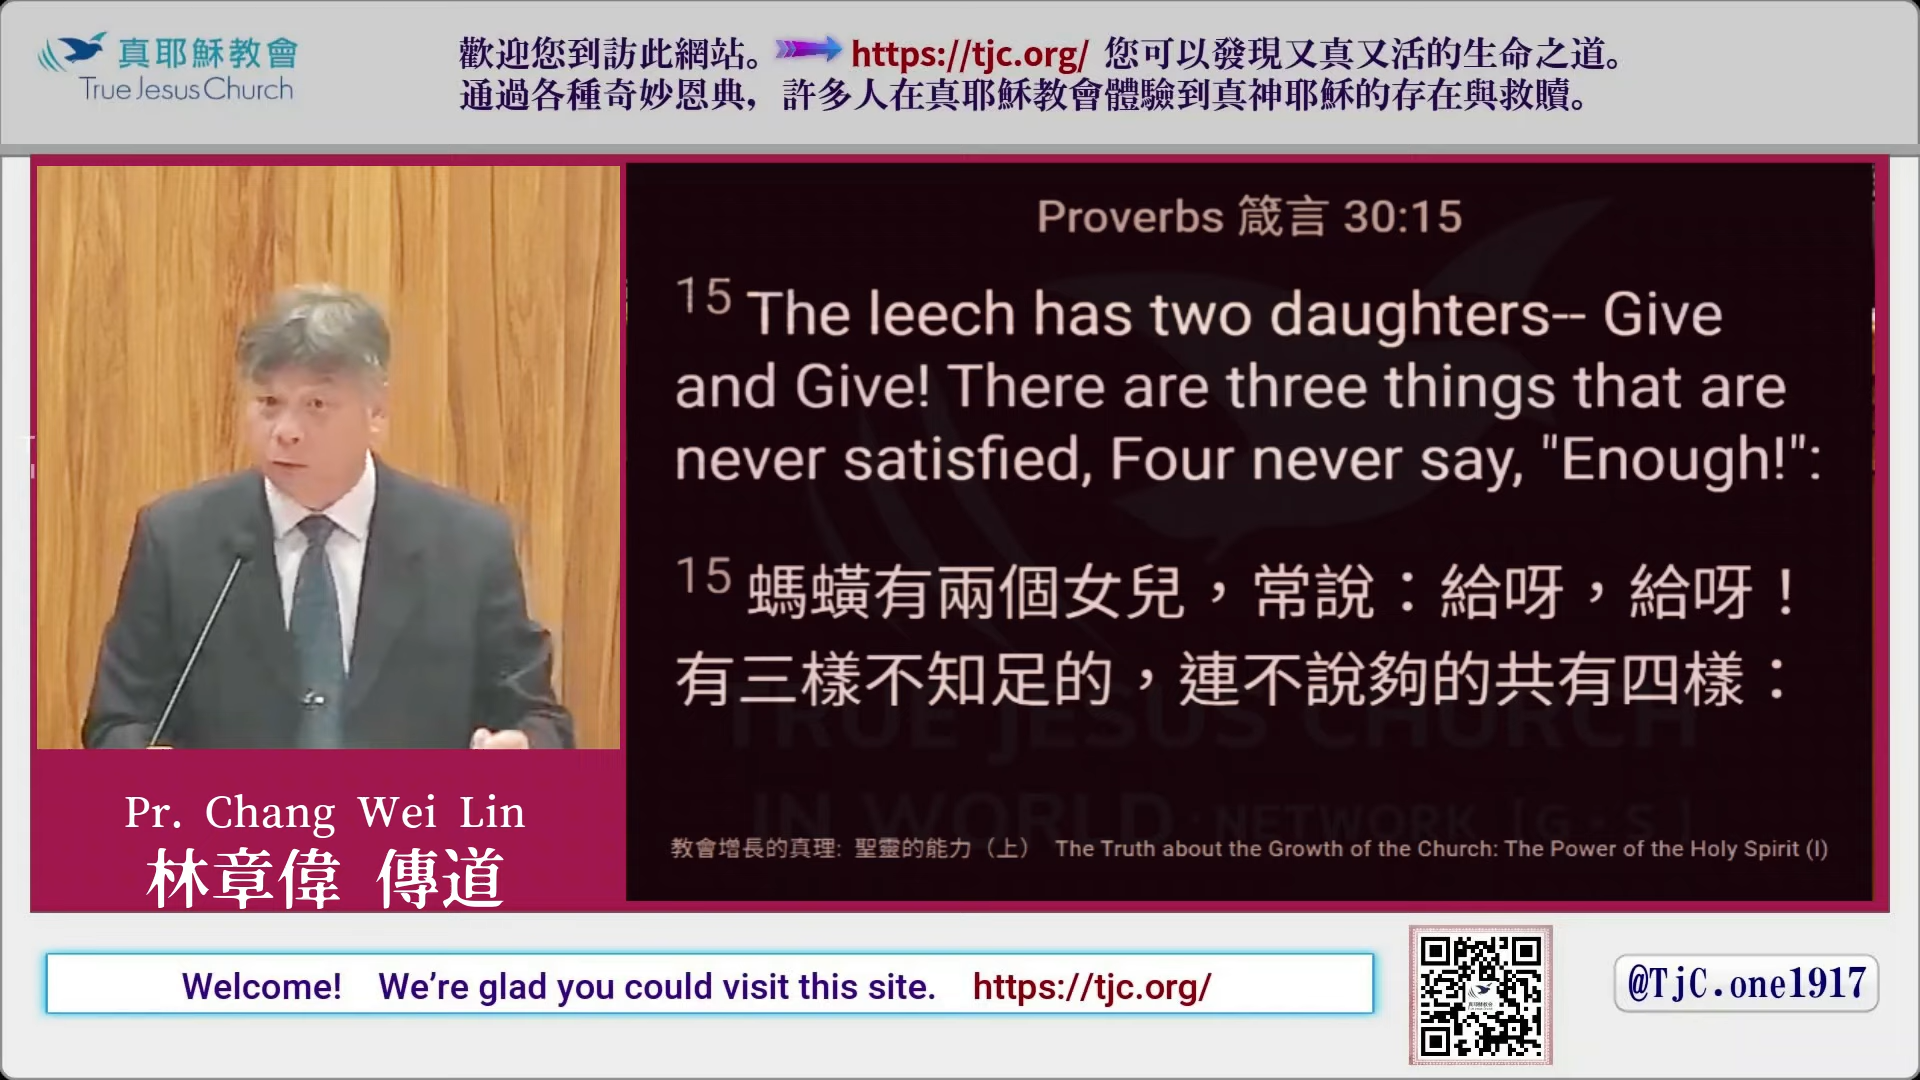 真耶穌教會
True Jesus Church
歡迎您到訪此網站。 https://tjc.org/ 您可以發現又真又活的生命之道。
通過各種奇妙恩典，許多人在真耶穌教會體驗到真神耶穌的存在與救贖。
Proverbs 箴言 30:15
15 The leech has two daughters-- Give
and Give! There are three things that are
never satisfied, Four never say, "Enough!":
15 螞蟥有兩個女兒，常說：給呀，給呀！
有三樣不知足的，連不說夠的共有四樣：
TRUE JESUS CHURCH
IN WORLD · NETWORK [G · S]
教會增長的真理: 聖靈的能力（上） The Truth about the Growth of the Church: The Power of the Holy Spirit (I)
Pr. Chang Wei Lin
林章偉 傳道
Welcome! We’re glad you could visit this site. https://tjc.org/
@TjC.one1917